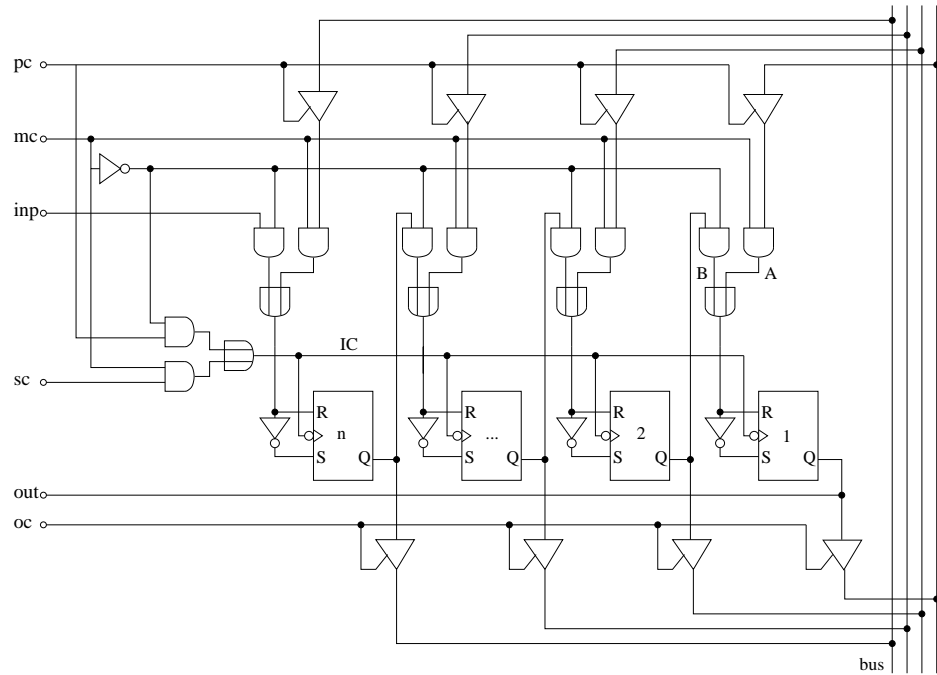 pc
mc
inp
B A
IC
sc
R R R R
n ... 2 1
S Q S Q S Q S Q
out
oc
bus